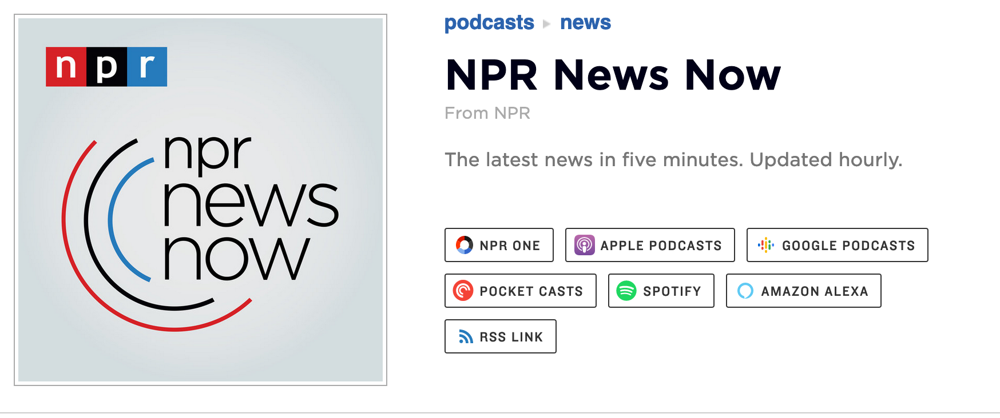 npr
npr
news
now
podcasts news
NPR News Now
From NPR
The latest news in five minutes. Updated hourly.
NPR ONE
APPLE PODCASTS
GOOGLE PODCASTS
POCKET CASTS
SPOTIFY
AMAZON ALEXA
RSS LINK